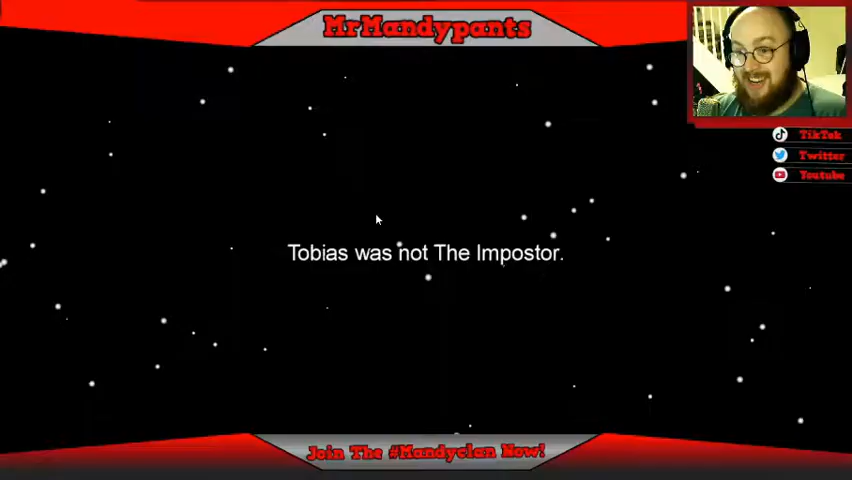 MrMandypants
TikTok
Twitter
Youtube
Tobias was not The Impostor.
Join The #Mandyclan Now!